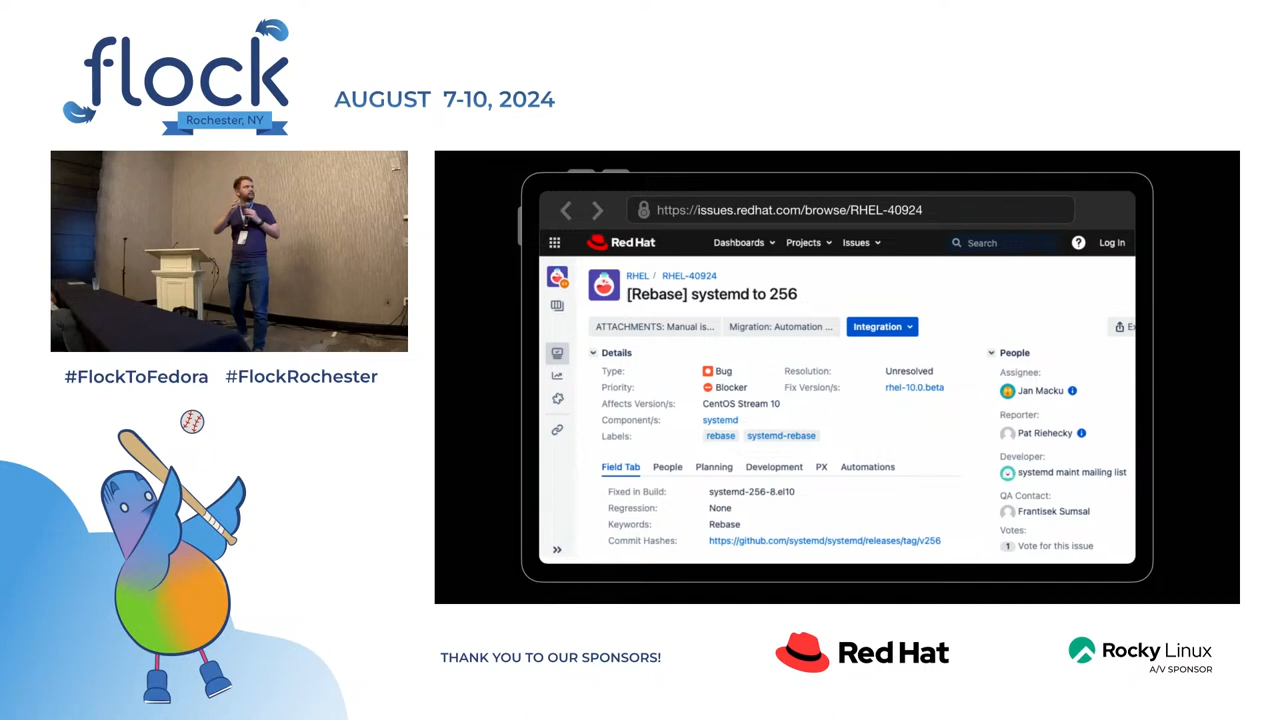 flock
Rochester, NY
AUGUST 7-10, 2024
#FlockToFedora #FlockRochester
https://issues.redhat.com/browse/RHEL-40924
Red Hat
Dashboards
Projects
Issues
Search
Log In
RHEL / RHEL-40924
[Rebase] systemd to 256
ATTACHMENTS: Manual is...
Migration: Automation ...
Integration
Ex
Details
Type: Bug
Resolution: Unresolved
Priority: Blocker
Fix Version/s: rhel-10.0.beta
Affects Version/s: CentOS Stream 10
Component/s: systemd
Labels: rebase systemd-rebase
Field Tab People Planning Development PX Automations
Fixed in Build: systemd-256-8.el10
Regression: None
Keywords: Rebase
Commit Hashes: https://github.com/systemd/systemd/releases/tag/v256
People
Assignee:
Jan Macku
Reporter:
Pat Riehecky
Developer:
systemd maint mailing list
QA Contact:
Frantisek Sumsal
Votes:
1 Vote for this issue
THANK YOU TO OUR SPONSORS!
Red Hat
Rocky Linux
A/V SPONSOR